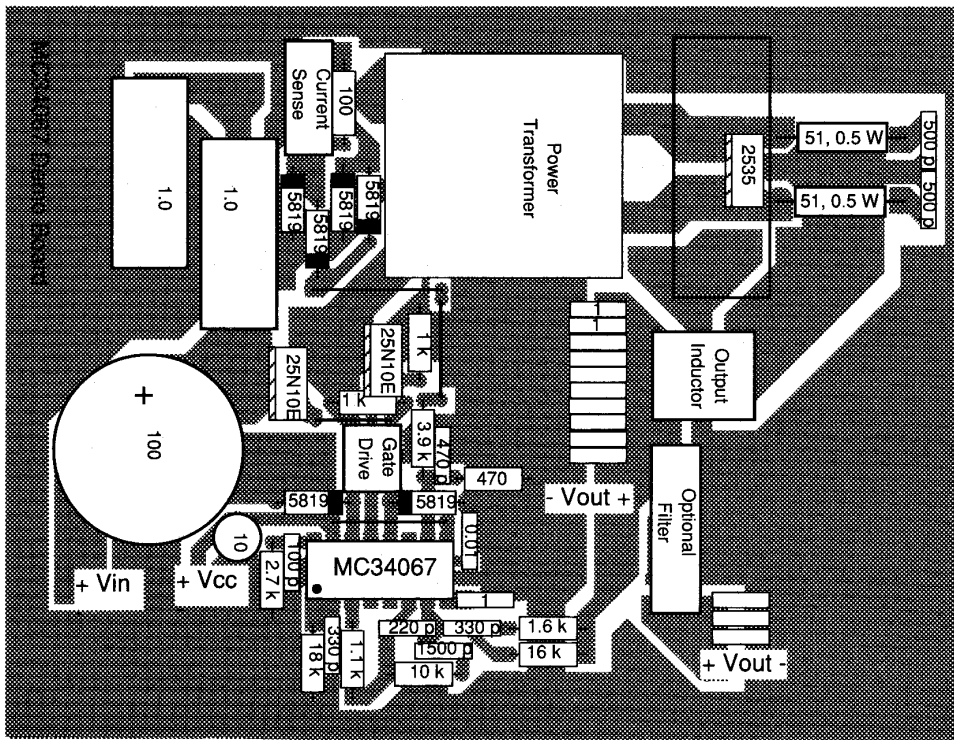 MC34067 Demo Board
1.0
1.0
Current
Sense
100
5819
5819
5819
5819
Power
Transformer
2535
51, 0.5 W
51, 0.5 W
500 p
500 p
25N10E
25N10E
1 k
1 k
1
1
Output
Inductor
+
100
Gate
Drive
3.9 k
470 p
470
- Vout +
Optional
Filter
5819
5819
0.01
10
100 p
2.7 k
MC34067
+ Vin
+ Vcc
1
220 p
330 p
1.6 k
18 k
330 p
1.1 k
1500 p
16 k
10 k
+ Vout -